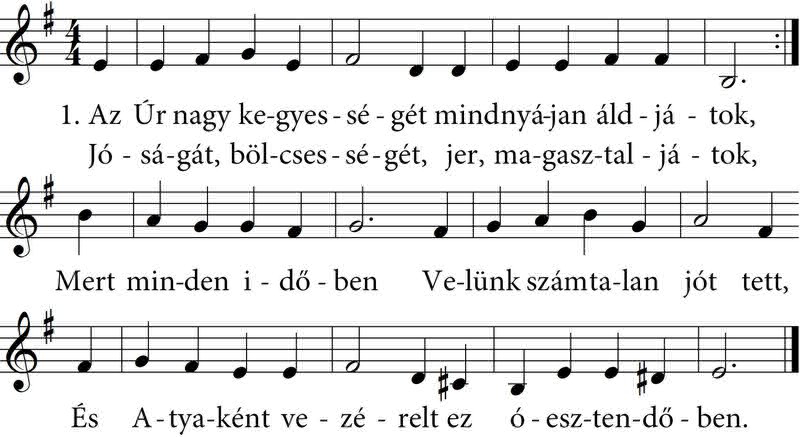 1. Az Úr nagy ke-gyes-sé-gét mindnyá-jan áld-já-tok,
Jó-sá-gát, böl-cses-sé-gét, jer, ma-gasz-tal-já-tok,
Mert min-den i-dő-ben Ve-lünk számta-lan jót tett,
És A-tya-ként ve-zé-relt ez ó-esz-ten-dő-ben.